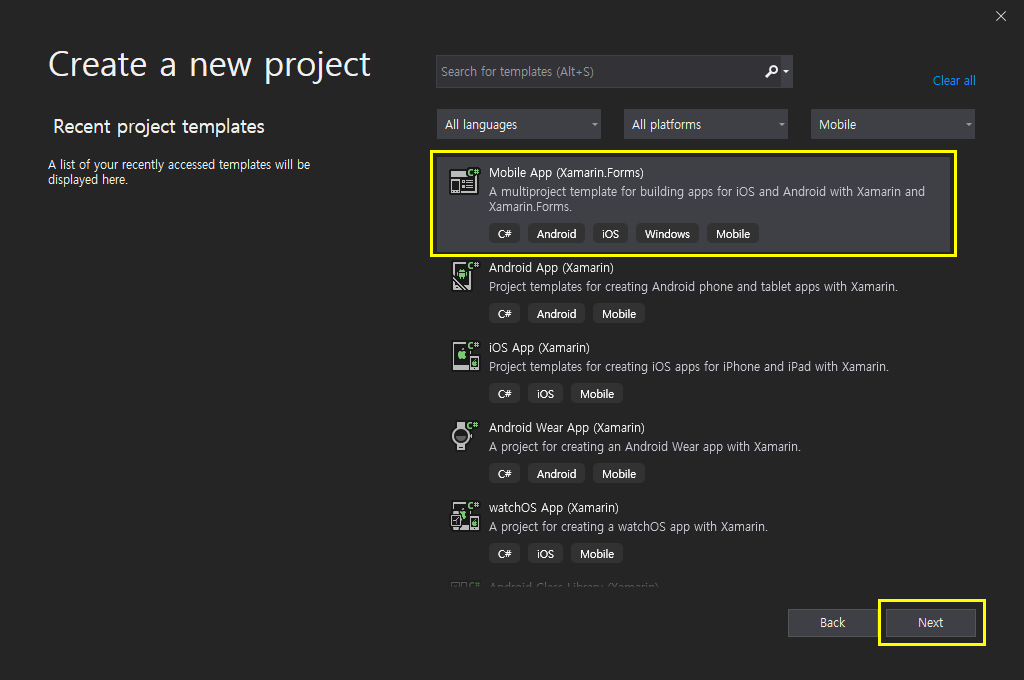 Create a new project
Recent project templates
A list of your recently accessed templates will be
displayed here.
Search for templates (Alt+S)
Clear all
All languages
All platforms
Mobile
C#
Mobile App (Xamarin.Forms)
A multiproject template for building apps for iOS and Android with Xamarin and
Xamarin.Forms.
C# Android iOS Windows Mobile
C#
Android App (Xamarin)
Project templates for creating Android phone and tablet apps with Xamarin.
C# Android Mobile
C#
iOS App (Xamarin)
Project templates for creating iOS apps for iPhone and iPad with Xamarin.
C# iOS Mobile
C#
Android Wear App (Xamarin)
A project for creating an Android Wear app with Xamarin.
C# Android Mobile
C#
watchOS App (Xamarin)
A project for creating a watchOS app with Xamarin.
C# iOS Mobile
C#
Android Class Library (Xamarin)
Back
Next